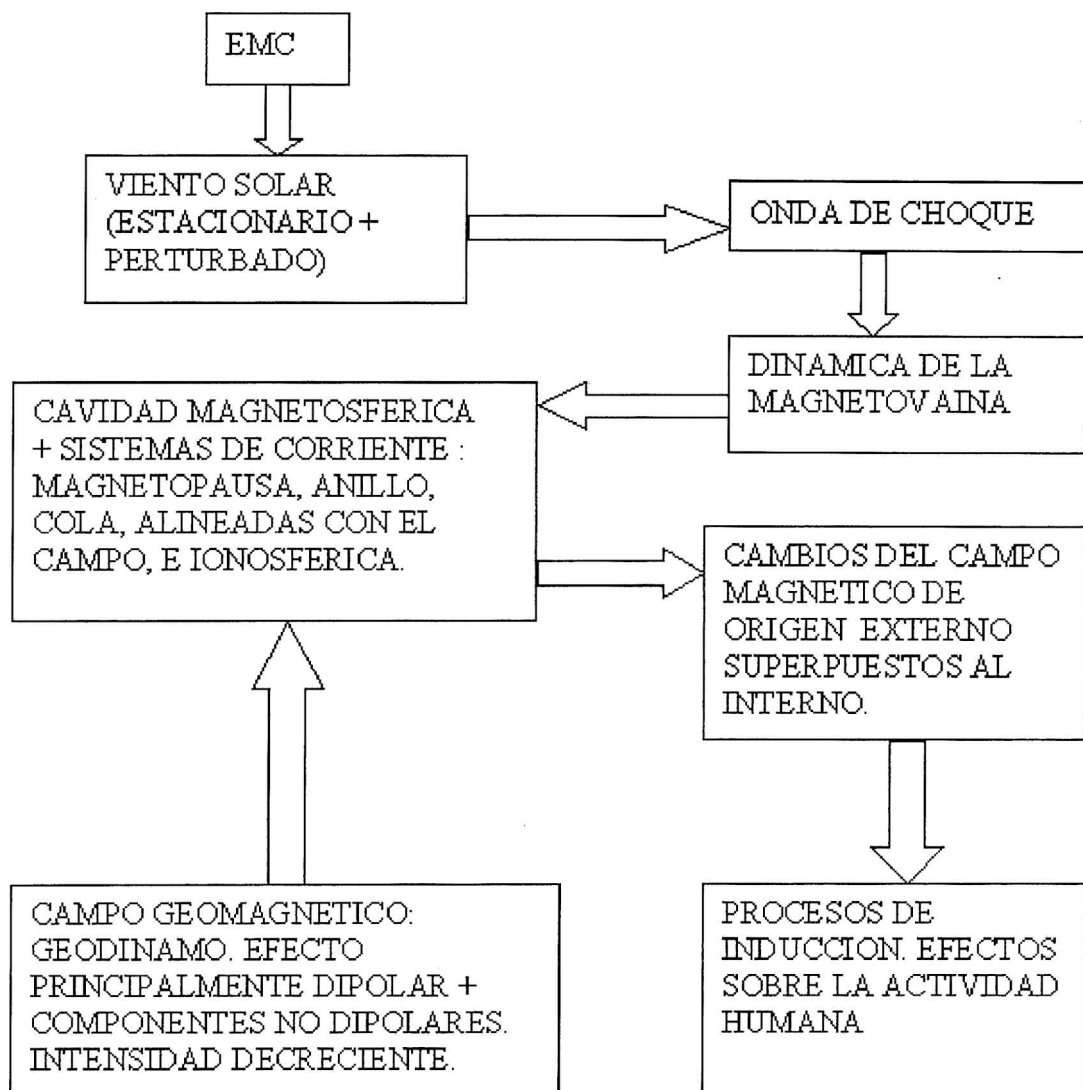 EMC
VIENTO SOLAR
(ESTACIONARIO +
PERTURBADO)
ONDA DE CHOQUE
DINAMICA DE LA
MAGNETOVAINA
CAVIDAD MAGNETOSFERICA
+ SISTEMAS DE CORRIENTE :
MAGNETOPAUSA, ANILLO,
COLA, ALINEADAS CON EL
CAMPO, E IONOSFERICA.
CAMBIOS DEL CAMPO
MAGNETICO DE
ORIGEN EXTERNO
SUPERPUESTOS AL
INTERNO.
CAMPO GEOMAGNETICO:
GEODINAMO. EFECTO
PRINCIPALMENTE DIPOLAR +
COMPONENTES NO DIPOLARES.
INTENSIDAD DECRECIENTE.
PROCESOS DE
INDUCCION. EFECTOS
SOBRE LA ACTIVIDAD
HUMANA